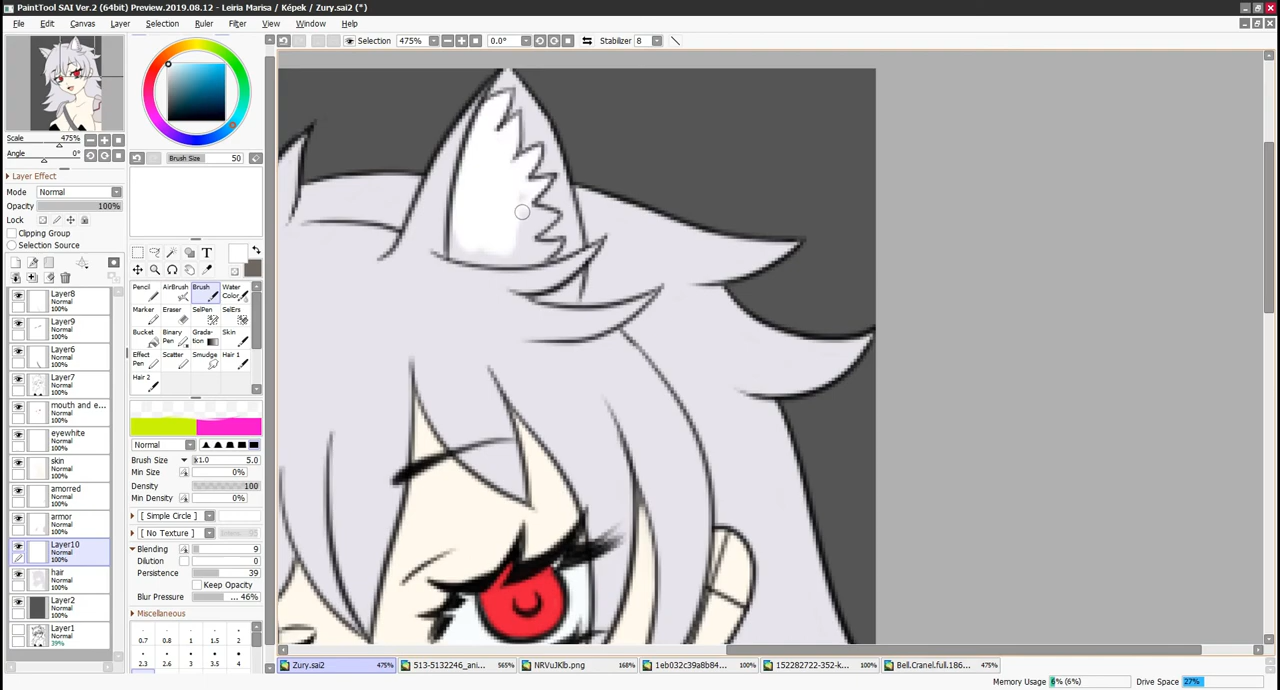 PaintTool SAI Ver.2 (64bit) Preview.2019.08.12 - Leiria Marisa / Képek / Zury.sai2 (*)
File Edit Canvas Layer Selection Ruler Filter View Window Help
Selection 475% 0.0° Stabilizer 8
Scale 475%
Angle 0°
Layer Effect
Mode Normal
Opacity 100%
Lock
Clipping Group
Selection Source
Layer8
Normal
100%
Layer9
Normal
100%
Layer6
Normal
100%
Layer7
Normal
100%
mouth and e...
Normal
100%
eyewhite
Normal
100%
skin
Normal
100%
amorred
Normal
100%
armor
Normal
100%
Layer10
Normal
100%
hair
Normal
100%
Layer2
Normal
100%
Layer1
Normal
39%
Brush Size 50
T
Pencil AirBrush Brush Water Color
Marker Eraser SelPen SelErs
Bucket Binary Pen Grada-tion Skin
Effect Pen Scatter Smudge Hair 1
Hair 2
Normal
Brush Size x1.0 5.0
Min Size 0%
Density 100
Min Density 0%
[ Simple Circle ]
[ No Texture ]
Blending 9
Dilution 0
Persistence 39
Keep Opacity
Blur Pressure ... 46%
Miscellaneous
0.7 0.8 1 1.5 2
2.3 2.6 3 3.5 4
Zury.sai2 475% 513-5132246_ani... 565% NRVuJKlb.png 168% 1eb032c39a8b84... 100% 152282722-352-k... 100% Bell.Cranel.full.186... 475%
Memory Usage 6% (6%) Drive Space 27%